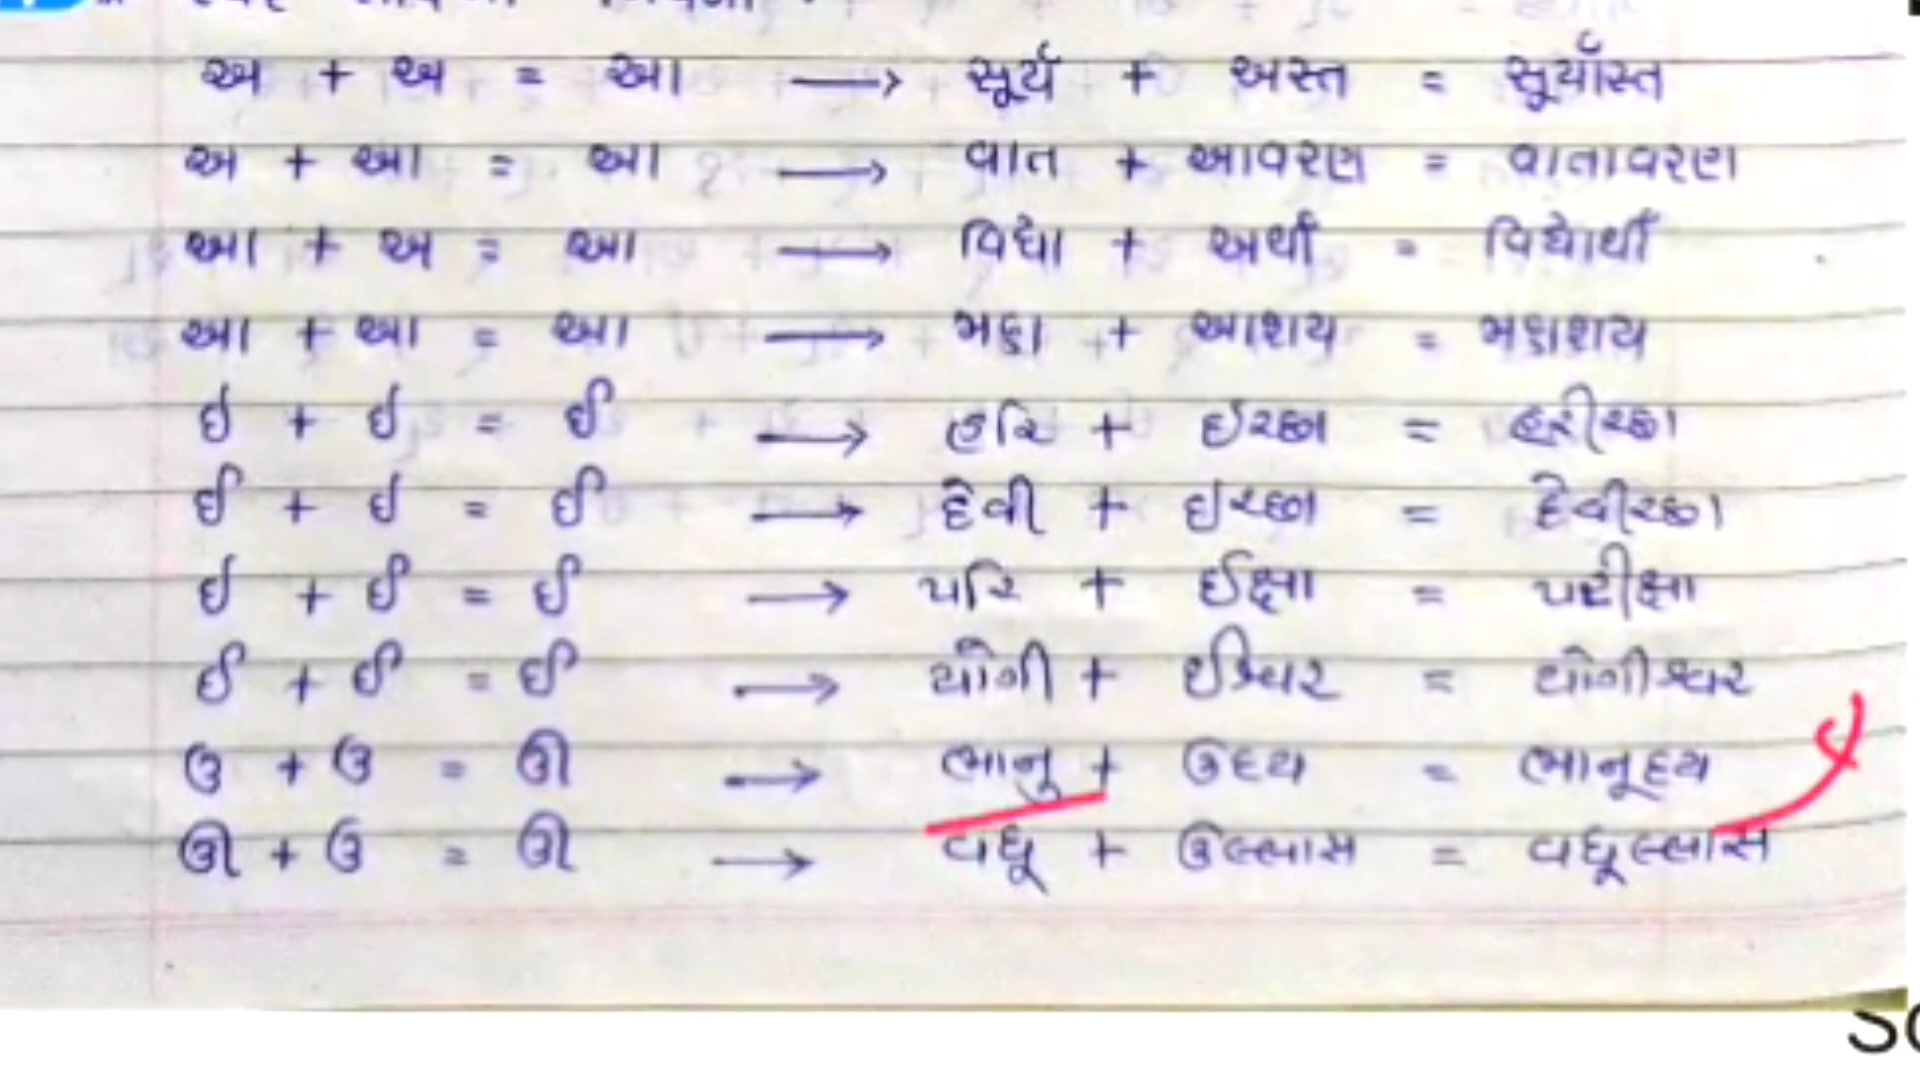 અ + અ = આ → સૂર્ય + અસ્ત = સૂર્યાસ્ત
અ + આ = આ → વાત + આવરણ = વાતાવરણ
આ + અ = આ → વિદ્યા + અર્થી = વિદ્યાર્થી
આ + આ = આ → મહા + આશય = મહાશય
ઇ + ઇ = ઈ → હરિ + ઈચ્છા = હરીચ્છા
ઈ + ઇ = ઈ → દેવી + ઇચ્છા = દેવીચ્છા
ઇ + ઈ = ઈ → પરિ + ઈક્ષા = પરીક્ષા
ઈ + ઈ = ઈ → યોગી + ઈશ્વર = યોગીશ્વર
ઉ + ઉ = ઊ → ભાનુ + ઉદય = ભાનૂદય
ઊ + ઉ = ઊ → વધૂ + ઉલ્લાસ = વધૂલ્લાસ